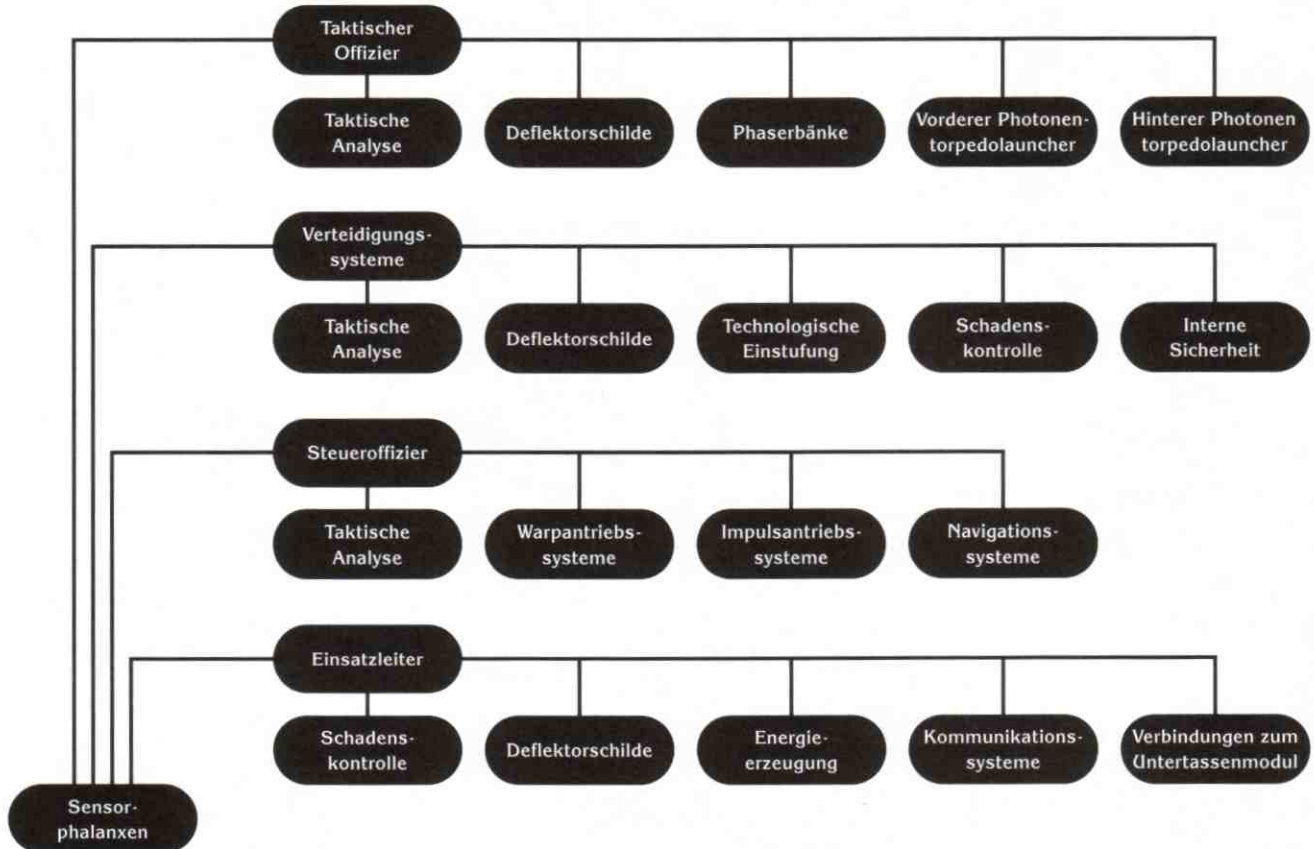 Taktischer
Offizier
Taktische
Analyse
Deflektorschilde
Phaserbänke
Vorderer Photonen-
torpedolauncher
Hinterer Photonen
torpedolauncher
Verteidigungs-
systeme
Taktische
Analyse
Deflektorschilde
Technologische
Einstufung
Schadens-
kontrolle
Interne
Sicherheit
Steueroffizier
Taktische
Analyse
Warpantriebs-
systeme
Impulsantriebs-
systeme
Navigations-
systeme
Einsatzleiter
Schadens-
kontrolle
Deflektorschilde
Energie-
erzeugung
Kommunikations-
systeme
Verbindungen zum
Untertassenmodul
Sensor-
phalanxen